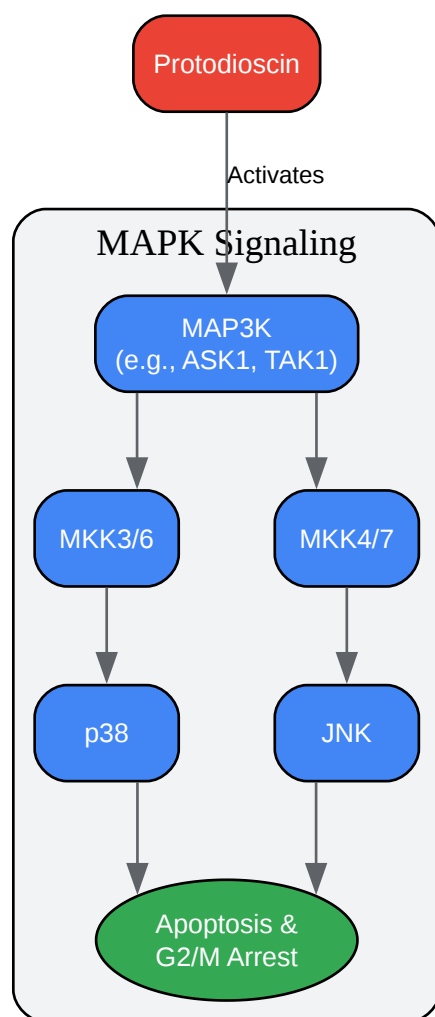 Protodioscin
Activates
MAPK Signaling
MAP3K
(e.g., ASK1, TAK1)
MKK3/6
MKK4/7
p38
JNK
Apoptosis &
G2/M Arrest